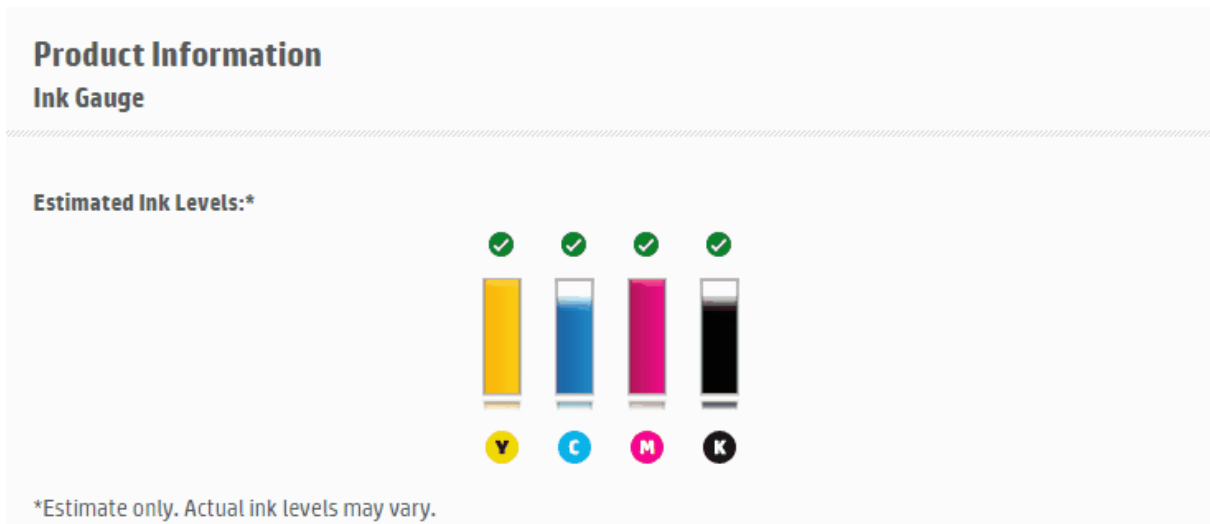 Product Information
Ink Gauge
Estimated Ink Levels:*
Y C M K
*Estimate only. Actual ink levels may vary.